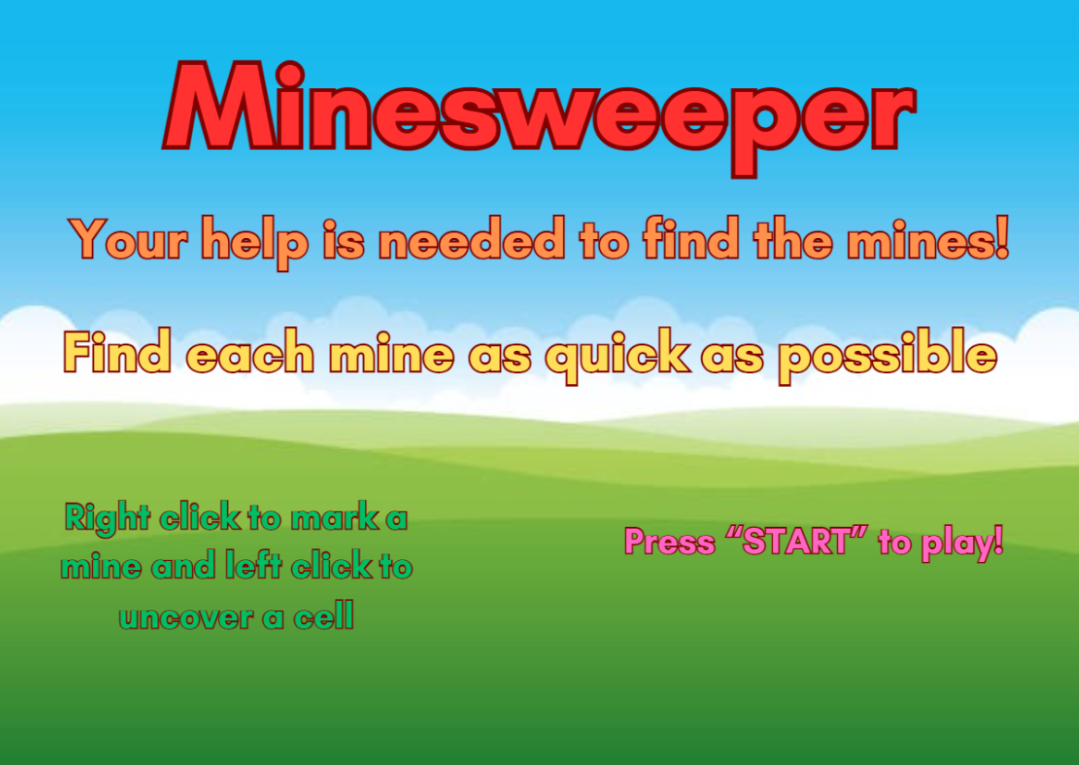 Minesweeper
Your help is needed to find the mines!
Find each mine as quick as possible
Right click to mark a
mine and left click to
uncover a cell
Press “START” to play!